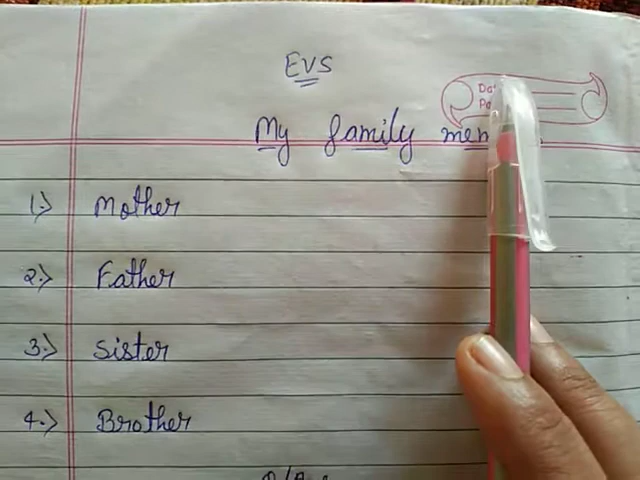 EVS
My family
1.) Mother
2.) Father
3.) Sister
4.) Brother